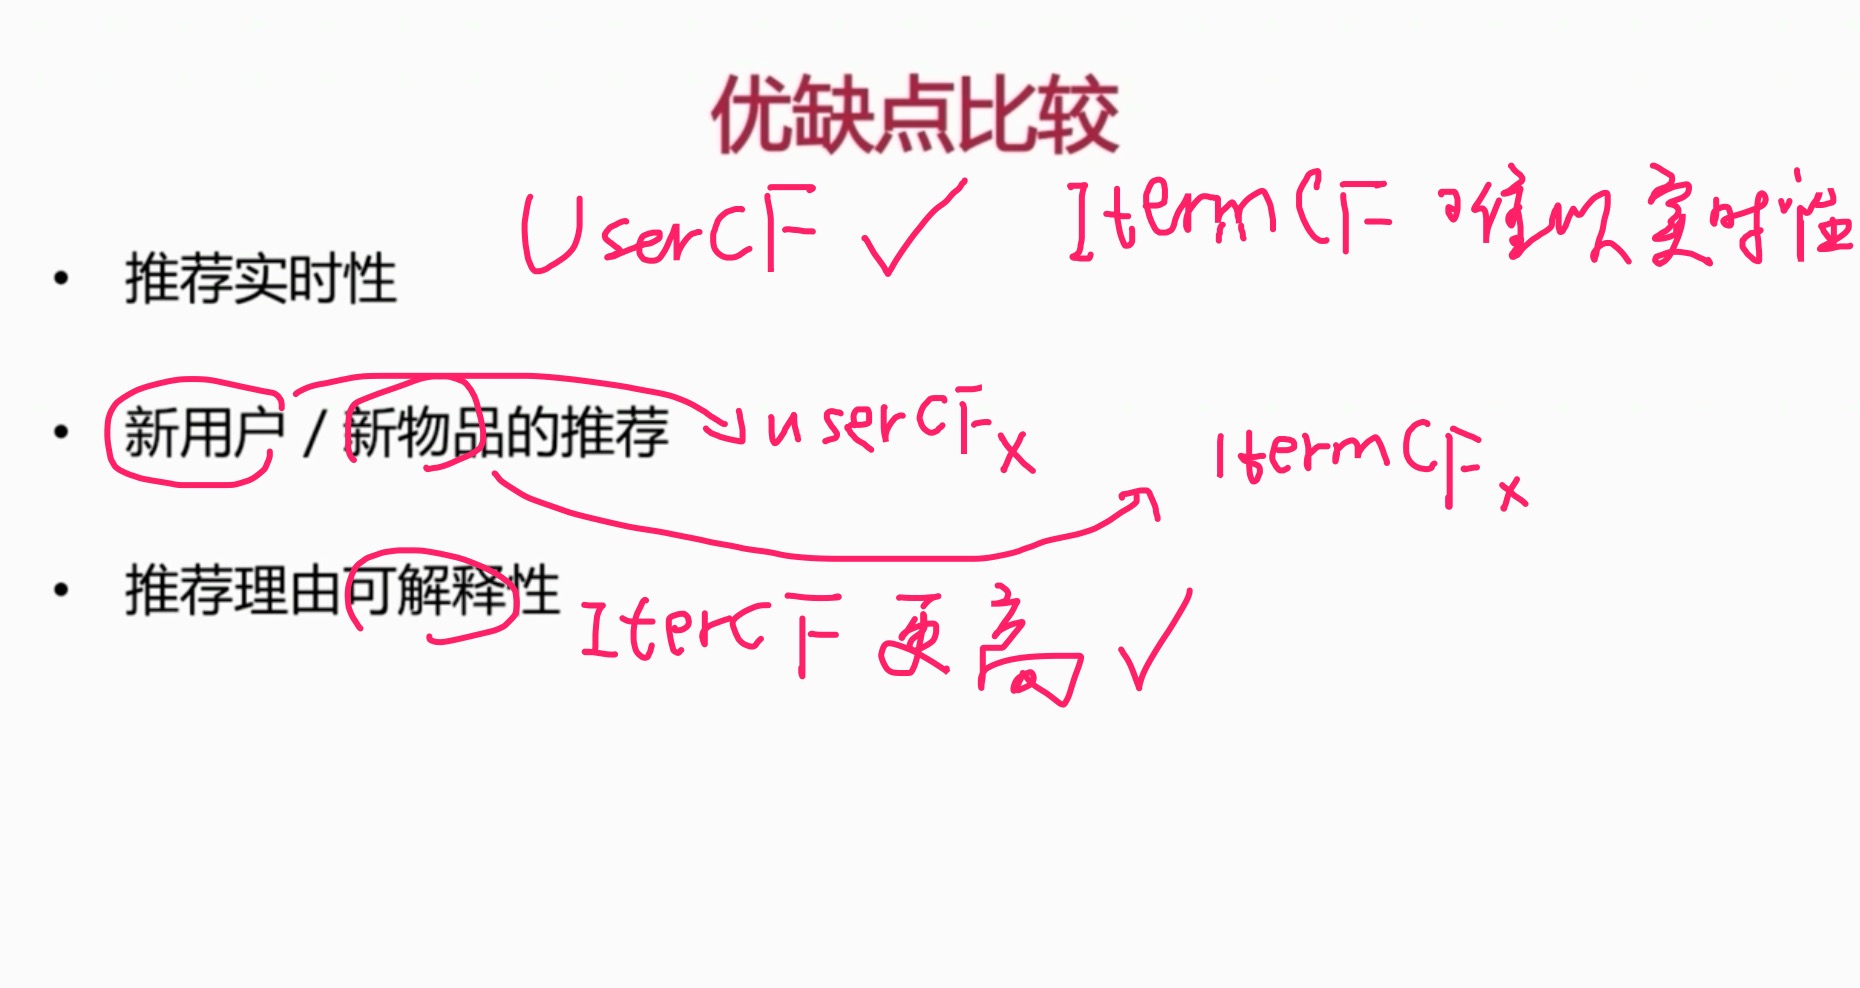 优缺点比较
UserCF ✓ ItermCF 难以实时性
• 推荐实时性
• 新用户 / 新物品的推荐 userCF x ItermCF x
• 推荐理由可解释性 IterCF 更高 ✓